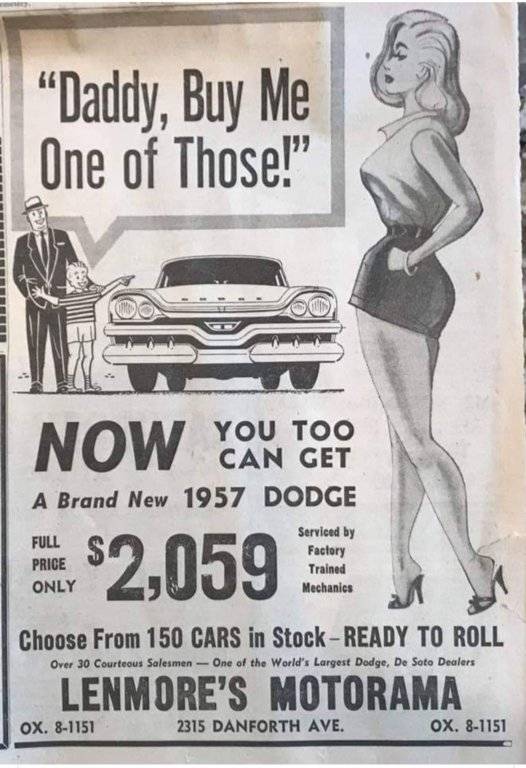 “Daddy, Buy Me
One of Those!”
DODGE
NOW YOU TOO
CAN GET
A Brand New 1957 DODGE
FULL
PRICE
ONLY
$2,059
Serviced by
Factory
Trained
Mechanics
Choose From 150 CARS in Stock – READY TO ROLL
Over 30 Courteous Salesmen — One of the World's Largest Dodge, De Soto Dealers
LENMORE'S MOTORAMA
OX. 8-1151 2315 DANFORTH AVE. OX. 8-1151